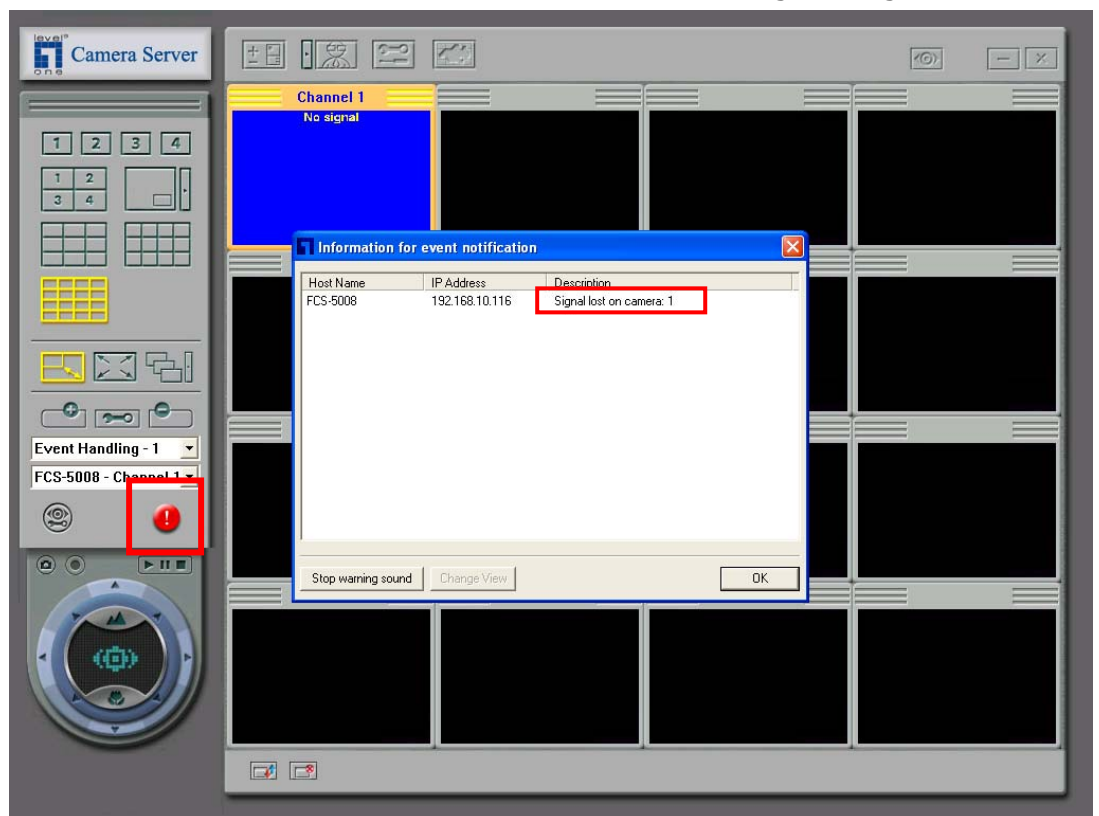 level
one
Camera Server
1 2 3 4
1 2
3 4
Event Handling - 1
FCS-5008 - Channel 1
Channel 1
No signal
Information for event notification
Host Name IP Address Description
FCS-5008 192.168.10.116 Signal lost on camera: 1
Stop warning sound Change View OK